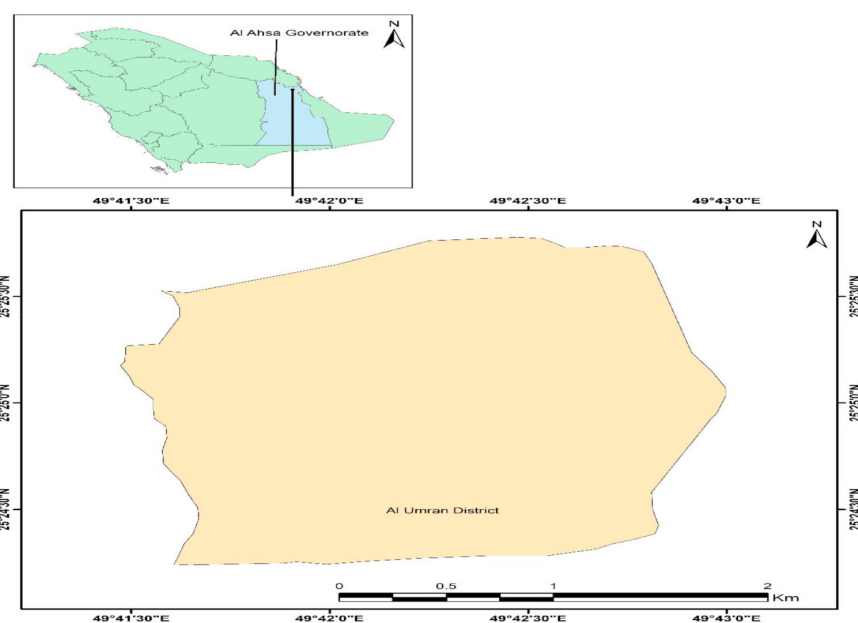 Al Ahsa Governorate
N
49°41'30"E 49°42'0"E 49°42'30"E 49°43'0"E
N
25°25'30"N 25°25'30"N
25°25'0"N 25°25'0"N
25°24'30"N 25°24'30"N
Al Umran District
0 0.5 1 2
Km
49°41'30"E 49°42'0"E 49°42'30"E 49°43'0"E